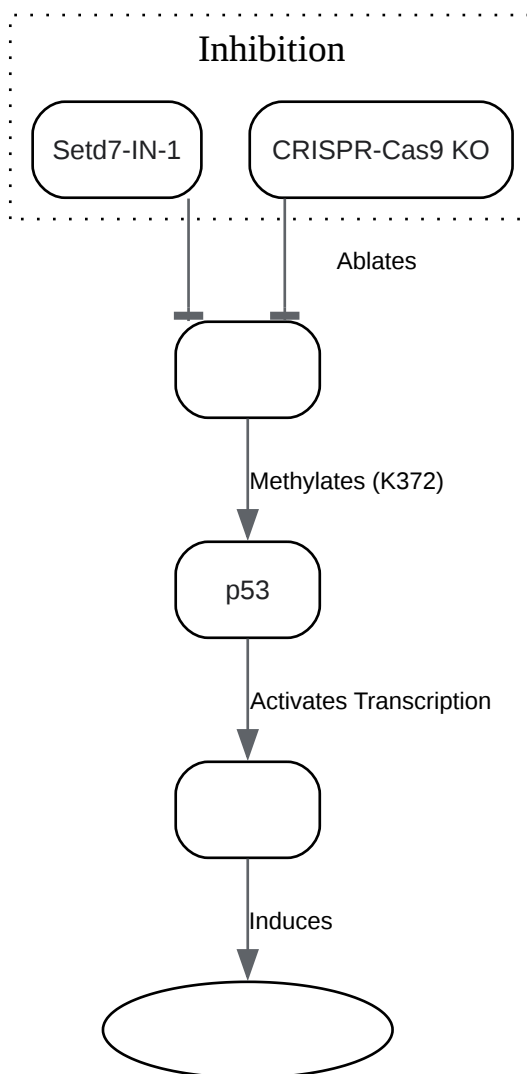 Inhibition
Setd7-IN-1
CRISPR-Cas9 KO
Ablates
Methylates (K372)
p53
Activates Transcription
Induces